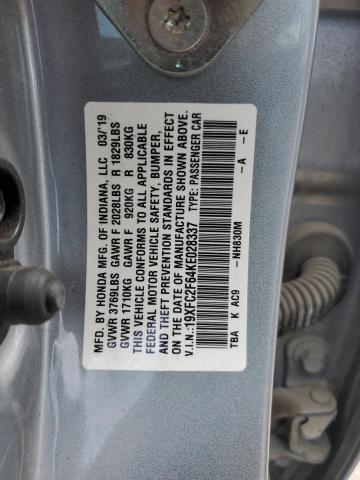 MFD. BY HONDA MFG. OF INDIANA, LLC 03/19
GVWR 3769LBS GAWR F 2028LBS R 1829LBS
GVWR 1710KG GAWR F 920KG R 830KG
THIS VEHICLE CONFORMS TO ALL APPLICABLE
FEDERAL MOTOR VEHICLE SAFETY, BUMPER,
AND THEFT PREVENTION STANDARDS IN EFFECT
ON THE DATE OF MANUFACTURE SHOWN ABOVE.
V.I.N.:19XFC2F64KE028337 TYPE: PASSENGER CAR
TBA K AC9 -NH830M -A -E